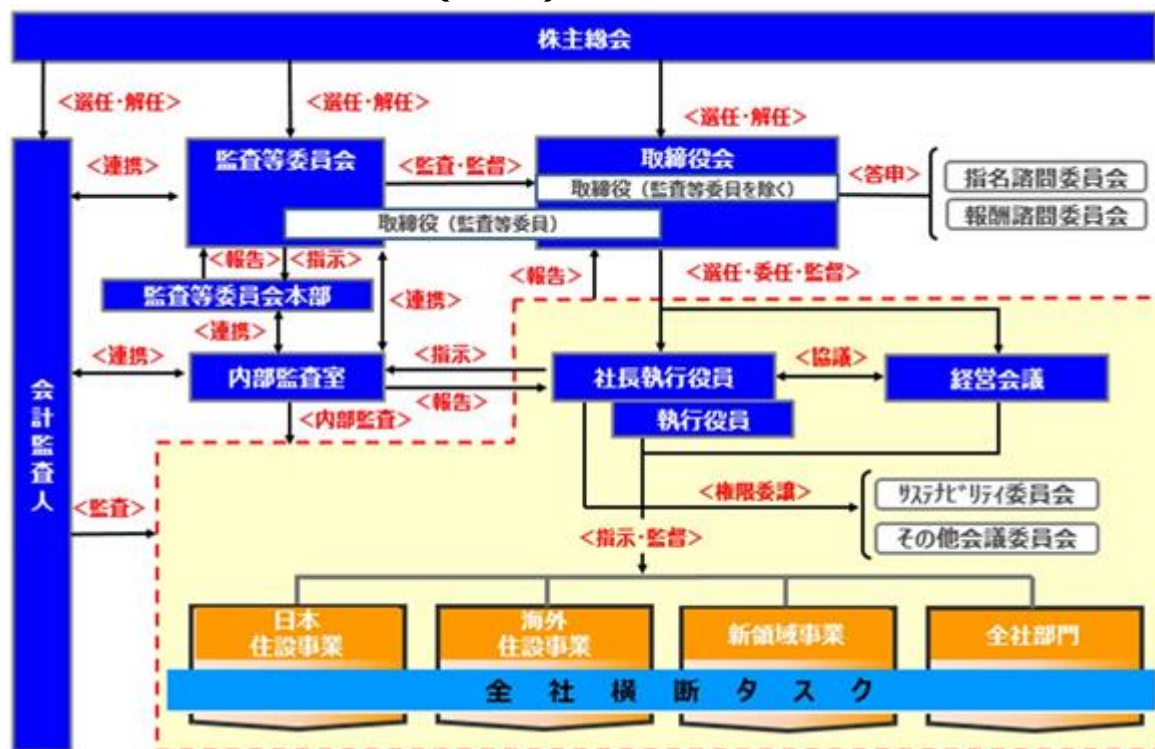 株主総会
<選任・解任>
<選任・解任>
<選任・解任>
監査等委員会
<監査・監督>
取締役会
<連携>
<答申>
指名諮問委員会
取締役（監査等委員を除く）
報酬諮問委員会
取締役（監査等委員）
<報告>
<指示>
<報告>
<選任・委任・監督>
監査等委員会本部
<連携>
<連携>
<連携>
<指示>
<協議>
内部監査室
社長執行役員
経営会議
<報告>
執行役員
<内部監査>
会計監査人
<権限委譲>
ｻｽﾃﾅﾋﾞﾘﾃｨ委員会
<監査>
<指示・監督>
その他会議委員会
日本
住設事業
海外
住設事業
新領域事業
全社部門
全社横断タスク